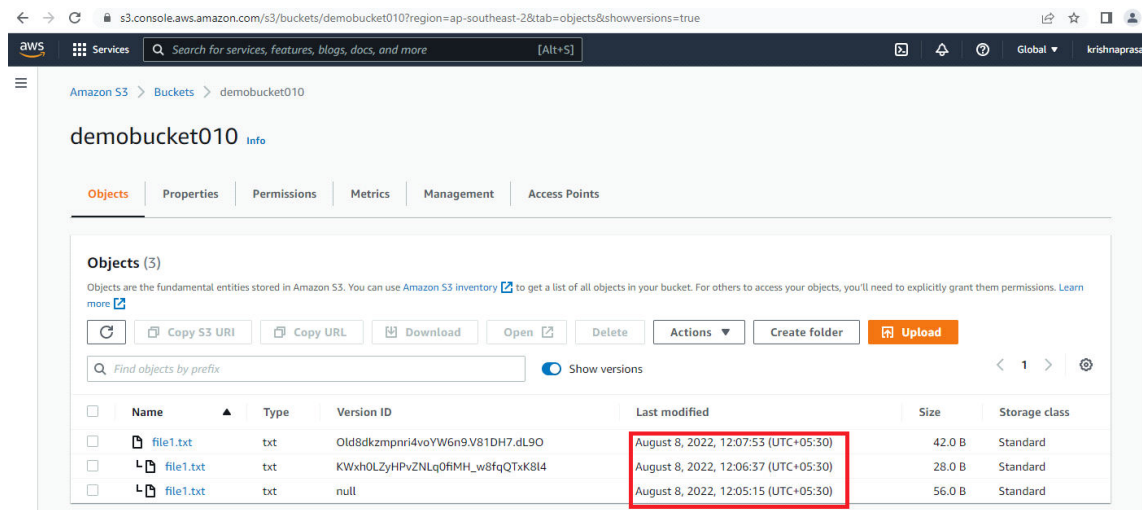 s3.console.aws.amazon.com/s3/buckets/demobucket010?region=ap-southeast-2&tab=objects&showversions=true
aws Services Search for services, features, blogs, docs, and more [Alt+S] Global krishnapras
Amazon S3 > Buckets > demobucket010
demobucket010 Info
Objects Properties Permissions Metrics Management Access Points
Objects (3)
Objects are the fundamental entities stored in Amazon S3. You can use Amazon S3 inventory to get a list of all objects in your bucket. For others to access your objects, you'll need to explicitly grant them permissions. Learn
more
Copy S3 URI Copy URL Download Open Delete Actions Create folder Upload
Find objects by prefix Show versions < 1 >
Name Type Version ID Last modified Size Storage class
file1.txt txt Old8dkzmpnri4voYW6n9.V81DH7.dL9O August 8, 2022, 12:07:53 (UTC+05:30) 42.0 B Standard
file1.txt txt KWxh0LZyHPvZNLq0fiMH_w8fqQTxK8I4 August 8, 2022, 12:06:37 (UTC+05:30) 28.0 B Standard
file1.txt txt null August 8, 2022, 12:05:15 (UTC+05:30) 56.0 B Standard